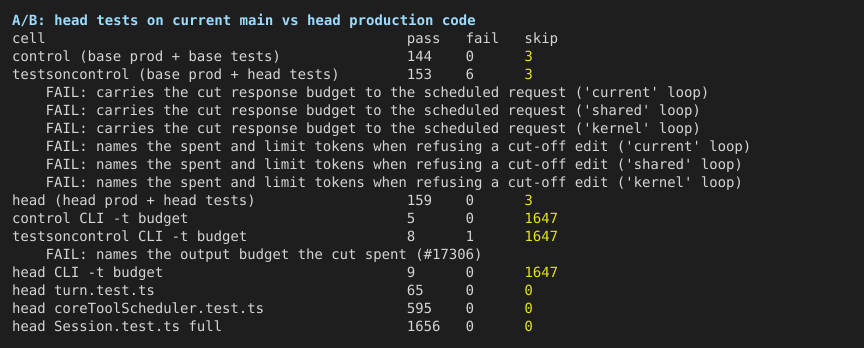 A/B: head tests on current main vs head production code
cell pass fail skip
control (base prod + base tests) 144 0 3
testsoncontrol (base prod + head tests) 153 6 3
FAIL: carries the cut response budget to the scheduled request ('current' loop)
FAIL: carries the cut response budget to the scheduled request ('shared' loop)
FAIL: carries the cut response budget to the scheduled request ('kernel' loop)
FAIL: names the spent and limit tokens when refusing a cut-off edit ('current' loop)
FAIL: names the spent and limit tokens when refusing a cut-off edit ('shared' loop)
FAIL: names the spent and limit tokens when refusing a cut-off edit ('kernel' loop)
head (head prod + head tests) 159 0 3
control CLI -t budget 5 0 1647
testsoncontrol CLI -t budget 8 1 1647
FAIL: names the output budget the cut spent (#17306)
head CLI -t budget 9 0 1647
head turn.test.ts 65 0 0
head coreToolScheduler.test.ts 595 0 0
head Session.test.ts full 1656 0 0